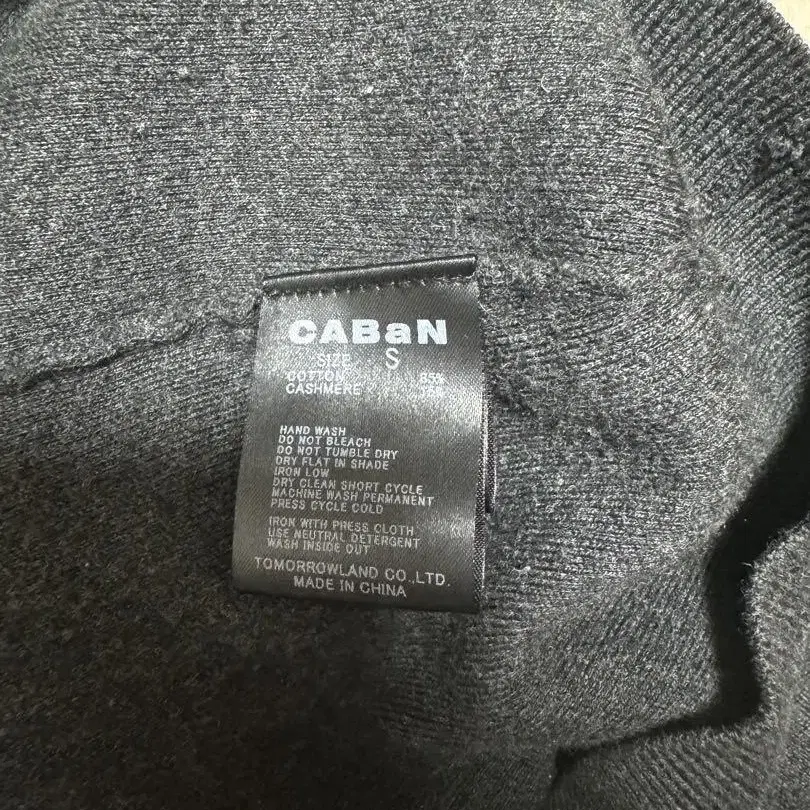 CABaN
SIZE S
COTTON 85%
CASHMERE
HAND WASH
DO NOT BLEACH
DO NOT TUMBLE DRY
DRY FLAT IN SHADE
IRON LOW
DRY CLEAN SHORT CYCLE
MACHINE WASH PERMANENT
PRESS CYCLE COLD
IRON WITH PRESS CLOTH
USE NEUTRAL DETERGENT
WASH INSIDE OUT
TOMORROWLAND CO.,LTD.
MADE IN CHINA